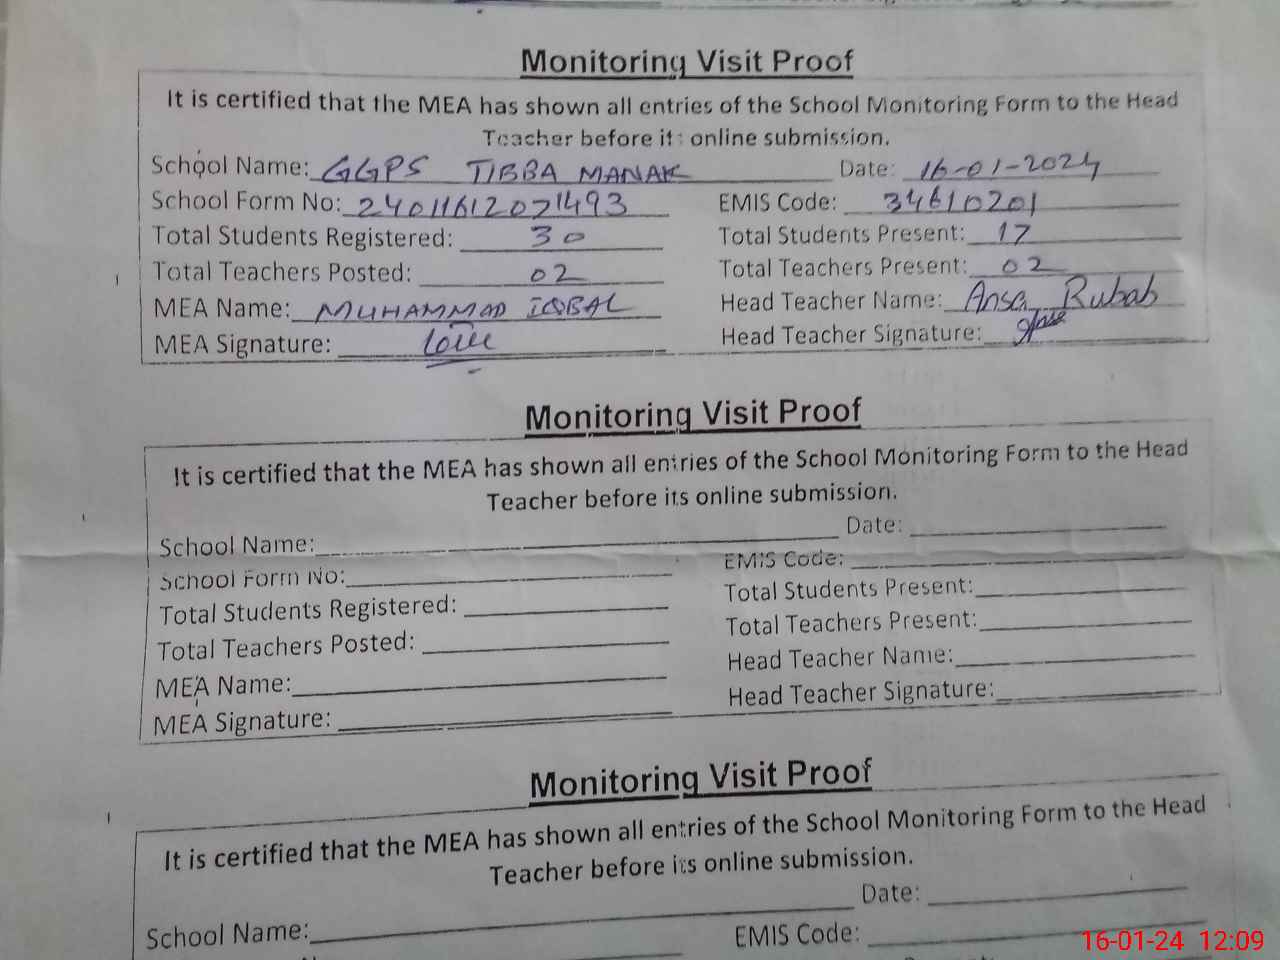 Monitoring Visit Proof
It is certified that the MEA has shown all entries of the School Monitoring Form to the Head
Teacher before its online submission.
School Name: GGPS TIBBA MANAK Date: 16-01-2024
School Form No: 24011612071493 EMIS Code: 34610201
Total Students Registered: 30 Total Students Present: 17
Total Teachers Posted: 02 Total Teachers Present: 02
MEA Name: MUHAMMAD IQBAL Head Teacher Name: Ansa Rubab
MEA Signature: Head Teacher Signature:
Monitoring Visit Proof
It is certified that the MEA has shown all entries of the School Monitoring Form to the Head
Teacher before its online submission.
School Name: Date:
School Form No: EMIS Code:
Total Students Registered: Total Students Present:
Total Teachers Posted: Total Teachers Present:
MEA Name: Head Teacher Name:
MEA Signature: Head Teacher Signature:
Monitoring Visit Proof
It is certified that the MEA has shown all entries of the School Monitoring Form to the Head
Teacher before its online submission.
Date:
School Name: EMIS Code:
16-01-24 12:09